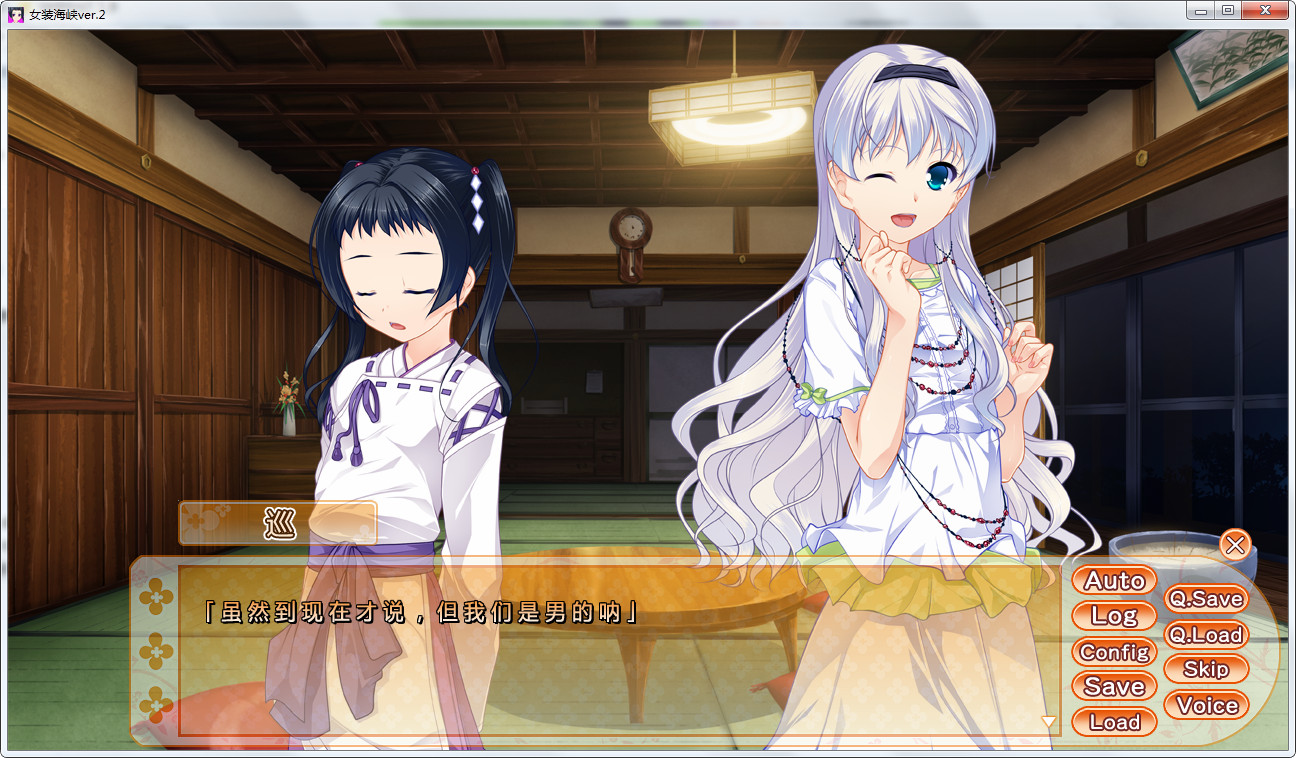 女装海峡ver.2
巡
「虽然到现在才说，但我们是男的呐」
Auto
Q.Save
Log
Q.Load
Config
Skip
Save
Voice
Load